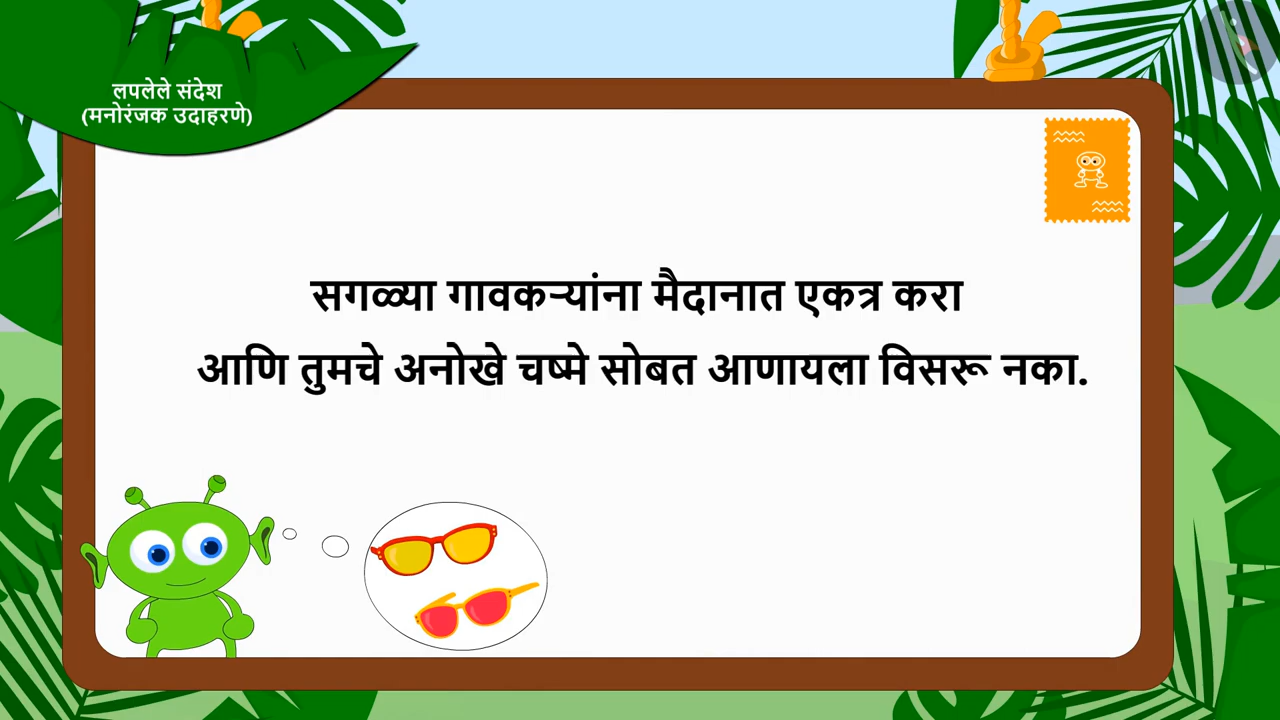 लपलेले संदेश
(मनोरंजक उदाहरणे)
सगळ्या गावकऱ्यांना मैदानात एकत्र करा
आणि तुमचे अनोखे चष्मे सोबत आणायला विसरू नका.